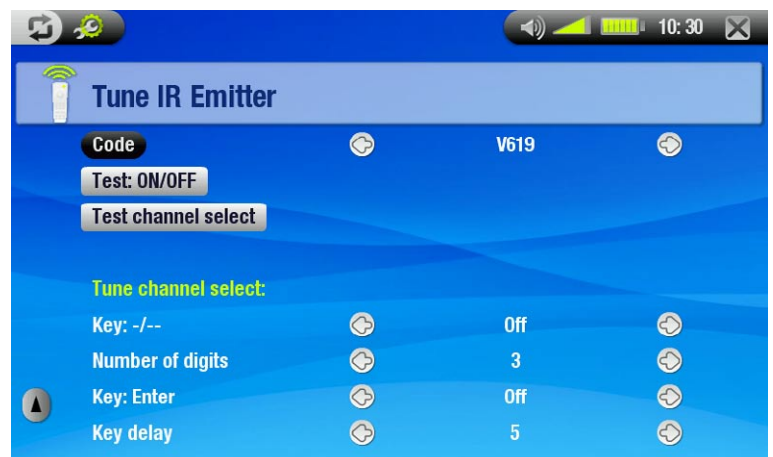 10:30
Tune IR Emitter
Code V619
Test: ON/OFF
Test channel select
Tune channel select:
Key: -/-- Off
Number of digits 3
Key: Enter Off
Key delay 5